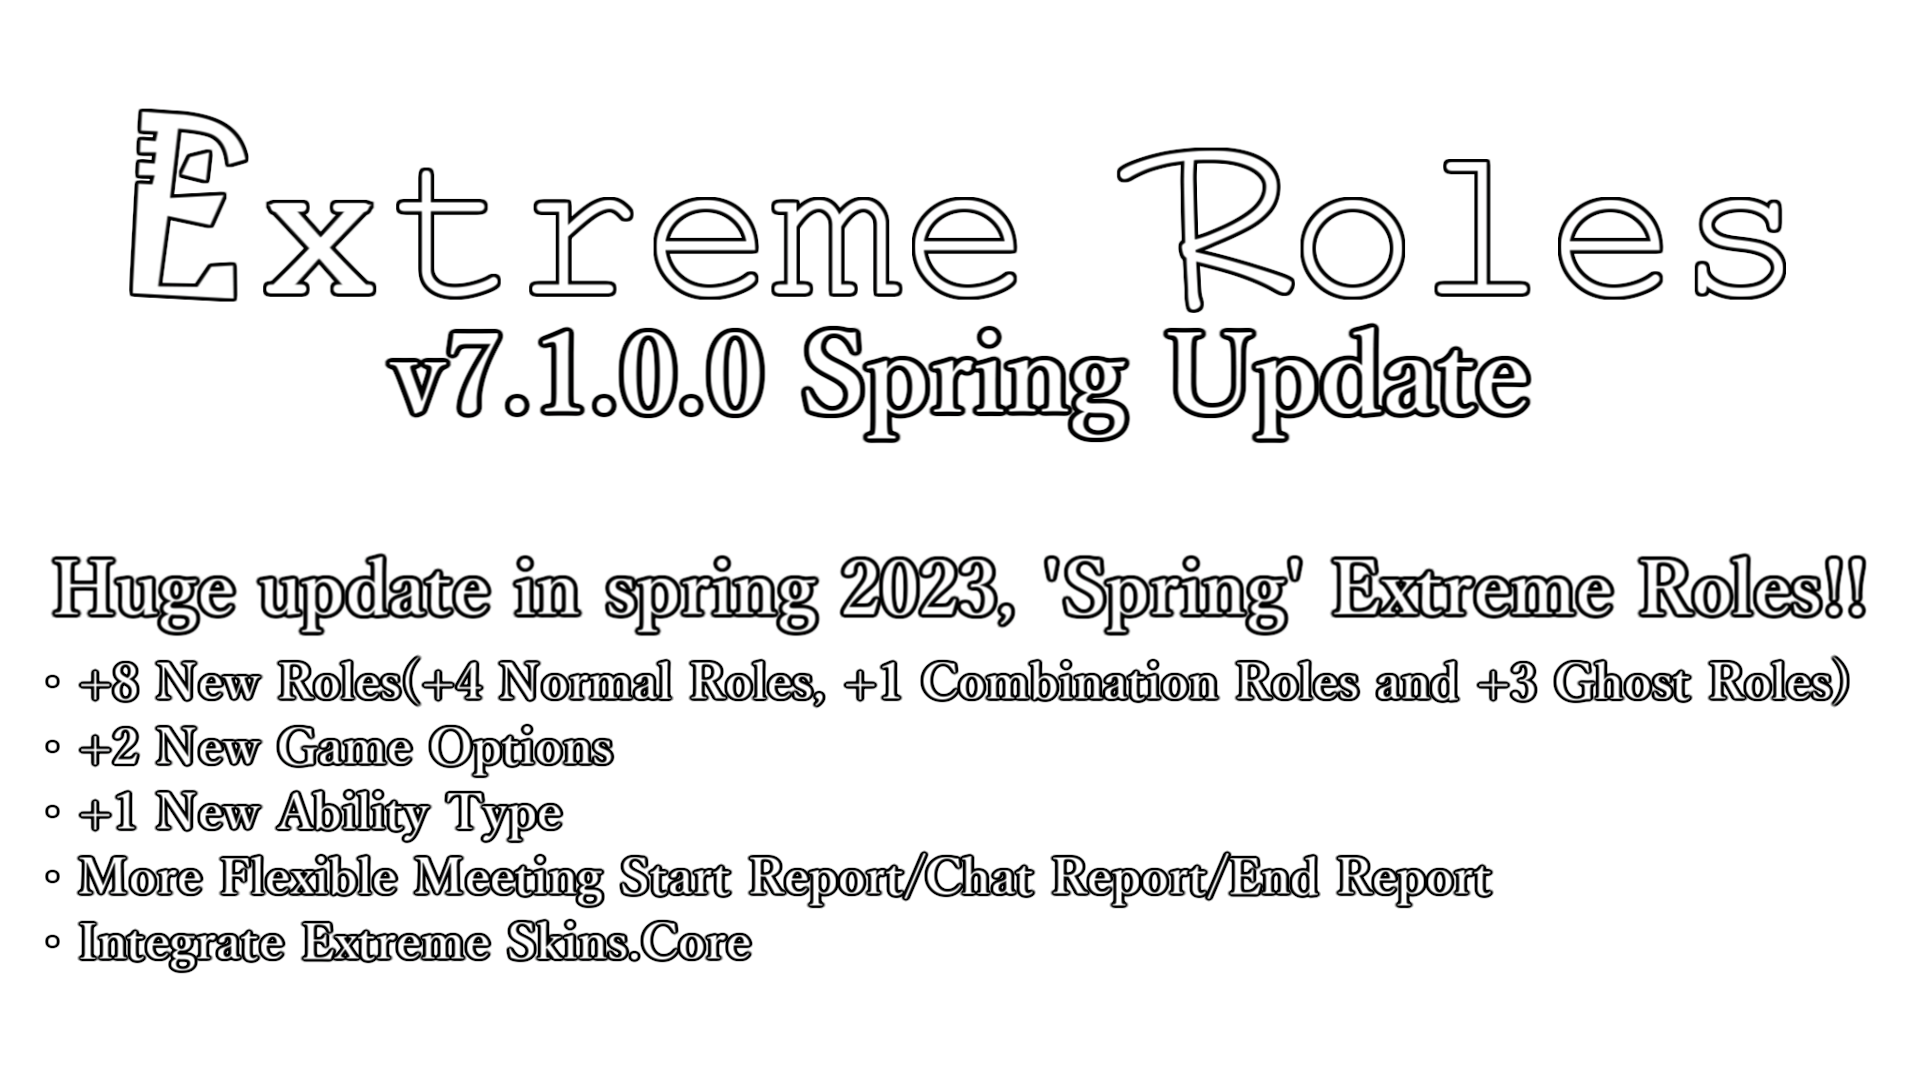 Extreme Roles
v7.1.0.0 Spring Update
Huge update in spring 2023, 'Spring' Extreme Roles!!
・+8 New Roles(+4 Normal Roles, +1 Combination Roles and +3 Ghost Roles)
・+2 New Game Options
・+1 New Ability Type
・More Flexible Meeting Start Report/Chat Report/End Report
・Integrate Extreme Skins.Core